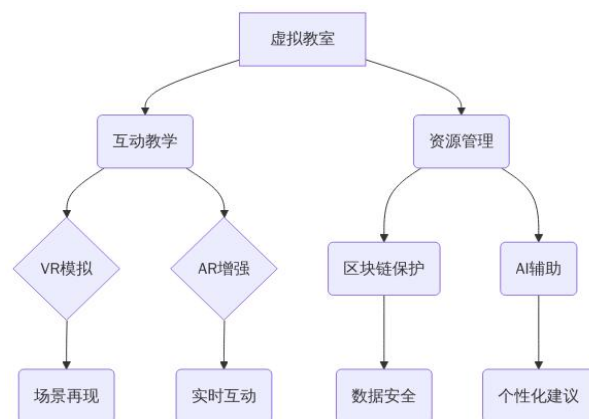 虚拟教室
互动教学
资源管理
VR模拟
AR增强
区块链保护
AI辅助
场景再现
实时互动
数据安全
个性化建议